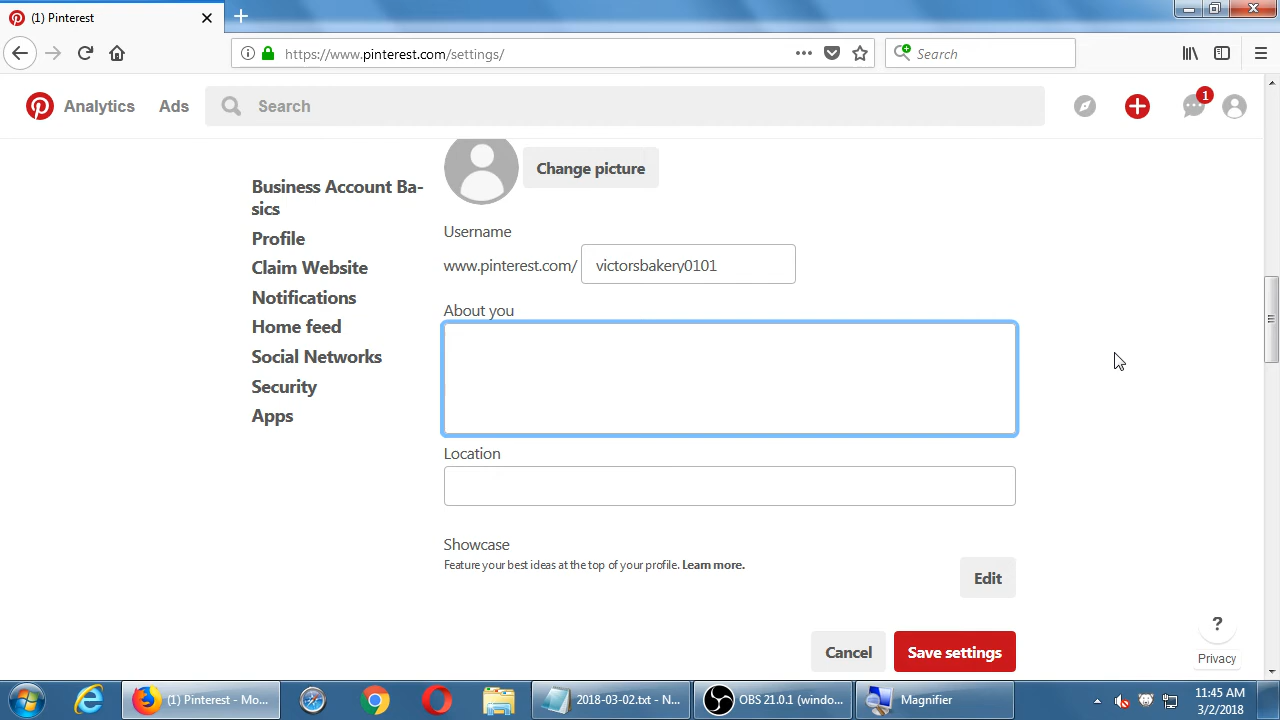 (1) Pinterest
https://www.pinterest.com/settings/
Search
Analytics
Ads
Search
1
Change picture
Business Account Ba-
sics
Profile
Claim Website
Notifications
Home feed
Social Networks
Security
Apps
Username
www.pinterest.com/
victorsbakery0101
About you
Location
Showcase
Feature your best ideas at the top of your profile. Learn more.
Edit
Cancel
Save settings
?
Privacy
(1) Pinterest - Mo...
2018-03-02.txt - N...
OBS 21.0.1 (windo...
Magnifier
11:45 AM
3/2/2018